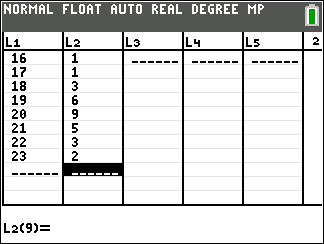 NORMAL FLOAT AUTO REAL DEGREE MP
L1 L2 L3 L4 L5 2
16 1 ------ ------ ------
17 1
18 3
19 6
20 9
21 5
22 3
23 2
------ ------
L2(9)=